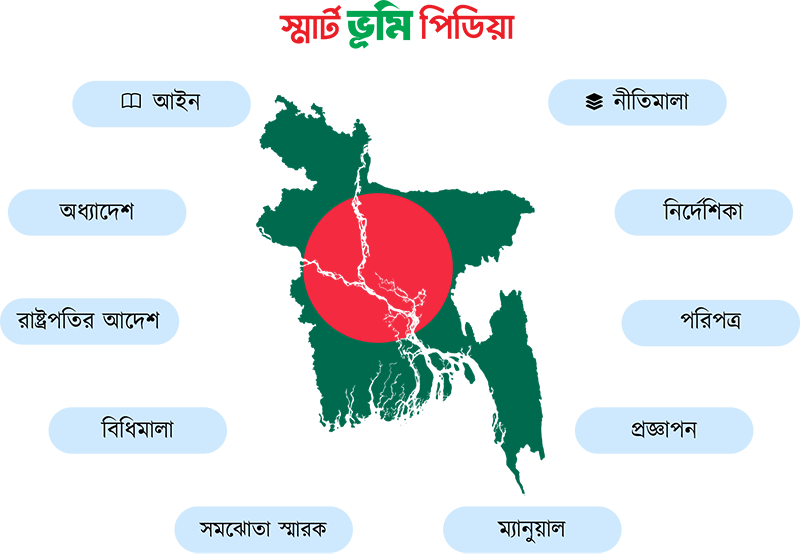 স্মার্ট ভূমি পিডিয়া
আইন
নীতিমালা
অধ্যাদেশ
নির্দেশিকা
রাষ্ট্রপতির আদেশ
পরিপত্র
বিধিমালা
প্রজ্ঞাপন
সমঝোতা স্মারক
ম্যানুয়াল